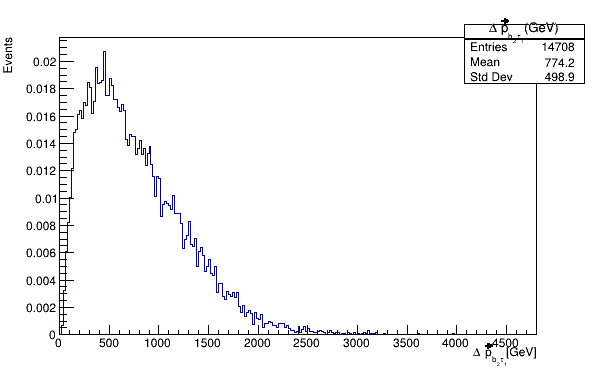 Δ p⃗_{b₂τ₁} (GeV)
Entries 14708
Mean 774.2
Std Dev 498.9
Events
0.02
0.018
0.016
0.014
0.012
0.01
0.008
0.006
0.004
0.002
0
0 500 1000 1500 2000 2500 3000 3500 4000 4500
Δ p⃗_{b₂τ₁} [GeV]